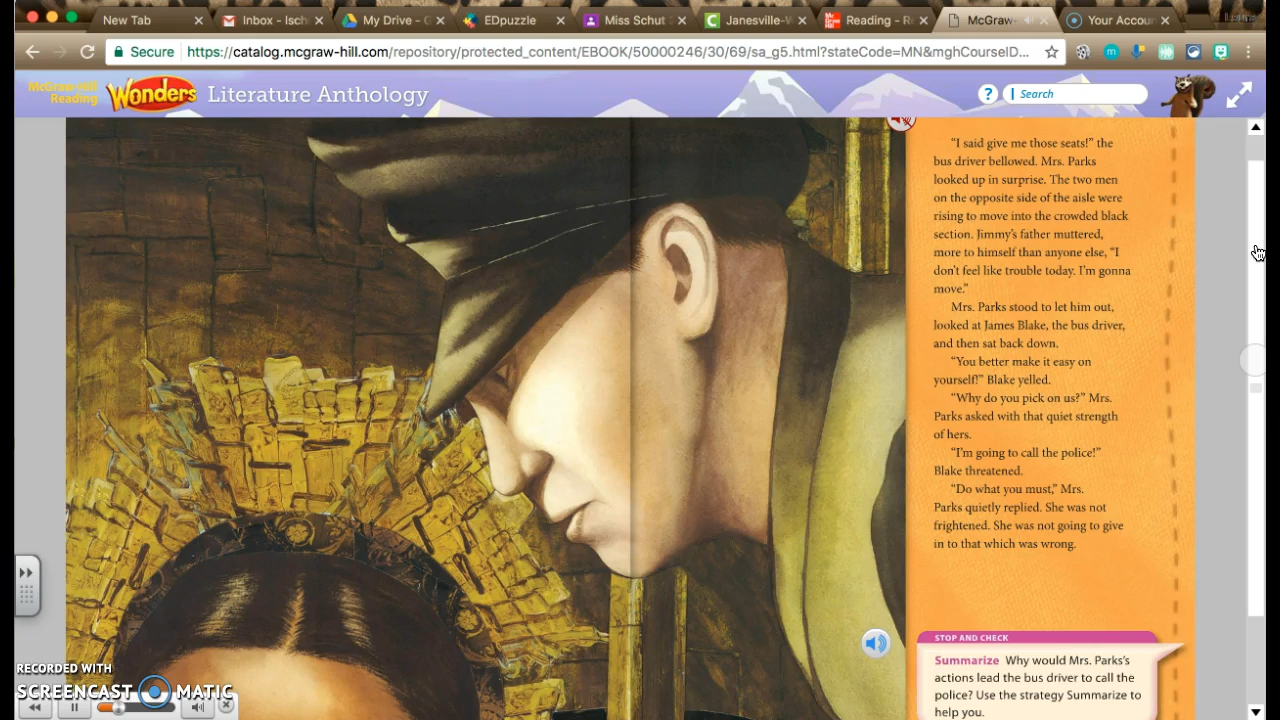 New Tab
Inbox - Isch
My Drive - G
EDpuzzle
Miss Schut
Janesville-W
Reading - R
McGraw-
Your Accoun
Secure https://catalog.mcgraw-hill.com/repository/protected_content/EBOOK/50000246/30/69/sa_g5.html?stateCode=MN&mghCourseID...
McGraw-Hill
Reading
Wonders
Literature Anthology
? Search
“I said give me those seats!” the
bus driver bellowed. Mrs. Parks
looked up in surprise. The two men
on the opposite side of the aisle were
rising to move into the crowded black
section. Jimmy’s father muttered,
more to himself than anyone else, “I
don’t feel like trouble today. I’m gonna
move.”
Mrs. Parks stood to let him out,
looked at James Blake, the bus driver,
and then sat back down.
“You better make it easy on
yourself!” Blake yelled.
“Why do you pick on us?” Mrs.
Parks asked with that quiet strength
of hers.
“I’m going to call the police!”
Blake threatened.
“Do what you must,” Mrs.
Parks quietly replied. She was not
frightened. She was not going to give
in to that which was wrong.
STOP AND CHECK
Summarize Why would Mrs. Parks’s
actions lead the bus driver to call the
police? Use the strategy Summarize to
help you.
RECORDED WITH
SCREENCAST MATIC